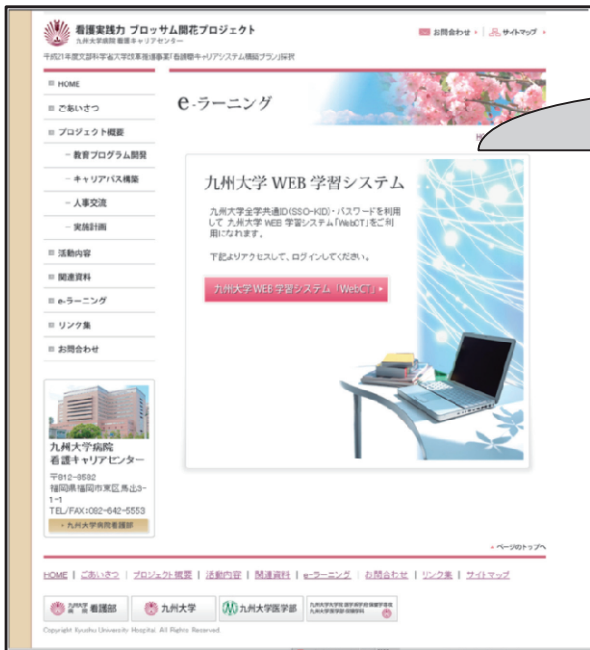 看護実践力 ブロッサム開花プロジェクト
九州大学病院 看護キャリアセンター
お問合わせ
サイトマップ
平成21年度文部科学省大学改革推進事業「看護職キャリアシステム構築プラン」採択
HOME
ごあいさつ
プロジェクト概要
− 教育プログラム開発
− キャリアパス構築
− 人事交流
− 実施計画
活動内容
関連資料
e-ラーニング
リンク集
お問合わせ
e-ラーニング
九州大学 WEB 学習システム
九州大学全学共通ID(SSO-KID)・パスワードを利用
して 九州大学 WEB 学習システム「WebCT」をご利
用になれます。
下記よりアクセスして、ログインしてください。
九州大学 WEB 学習システム 「WebCT」
九州大学病院
看護キャリアセンター
〒812-8582
福岡県福岡市東区馬出3-
1-1
TEL/FAX:092-642-5553
九州大学病院看護部
ページのトップへ
HOME | ごあいさつ | プロジェクト概要 | 活動内容 | 関連資料 | e-ラーニング | お問合わせ | リンク集 | サイトマップ
九州大学病院 看護部
九州大学
九州大学医学部
Copyright Kyushu University Hospital. All Rights Reserved.